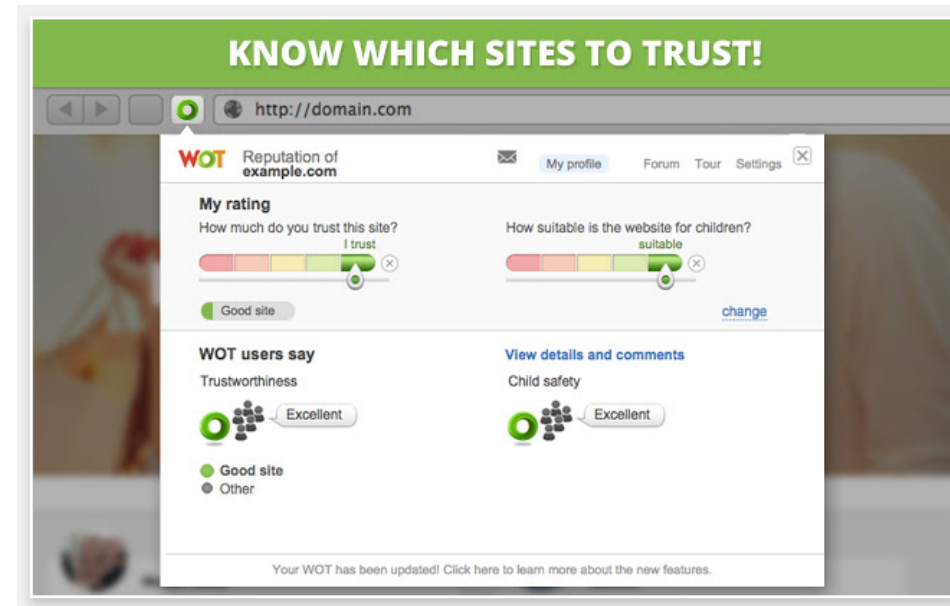 KNOW WHICH SITES TO TRUST!
http://domain.com
WOT Reputation of
example.com
My profile Forum Tour Settings
My rating
How much do you trust this site? How suitable is the website for children?
I trust suitable
Good site change
WOT users say View details and comments
Trustworthiness Child safety
Excellent Excellent
Good site
Other
Your WOT has been updated! Click here to learn more about the new features.